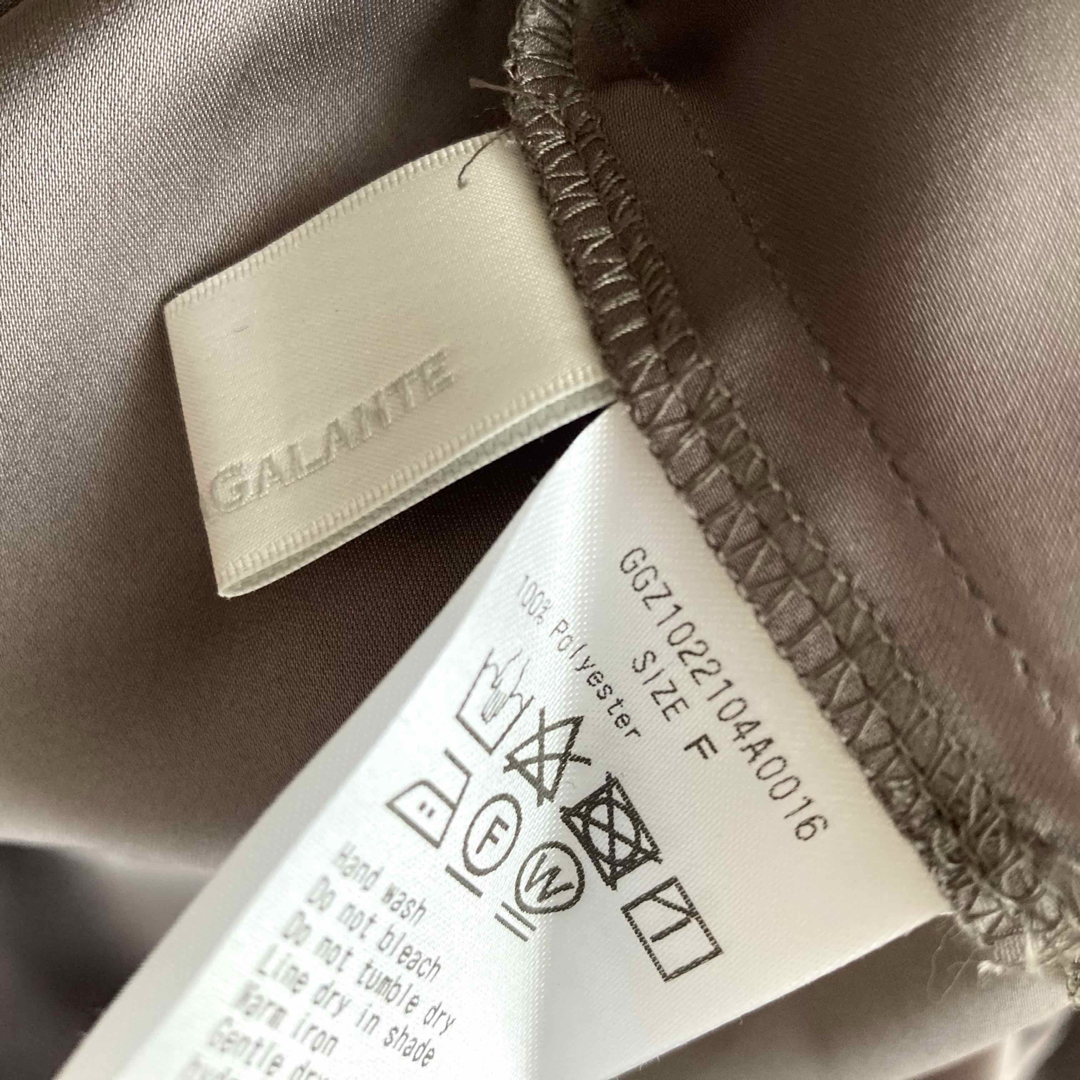 GALANTE
GGZ1022104A0016
SIZE F
100% Polyester
F
W
Hand wash
Do not bleach
Do not tumble dry
Lime dry in shade
Warm iron
Gentle dry